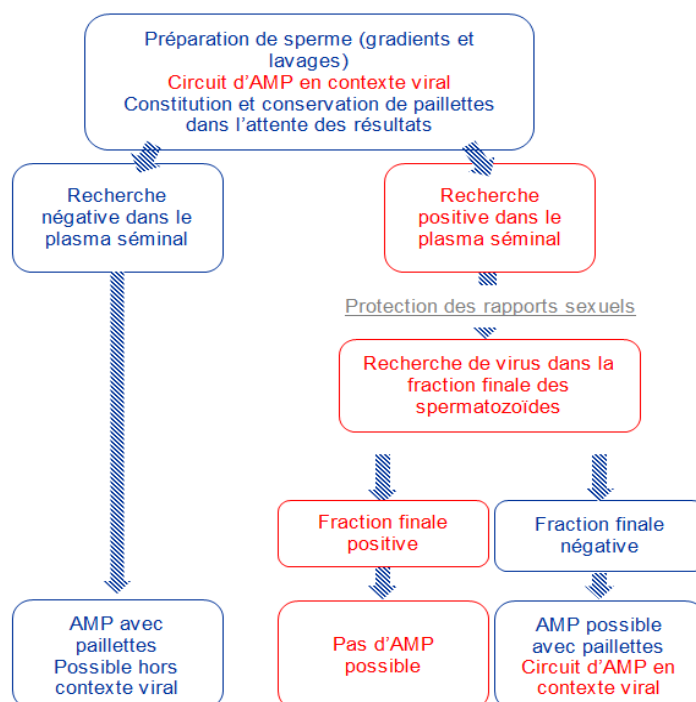 Préparation de sperme (gradients et
lavages)
Circuit d'AMP en contexte viral
Constitution et conservation de paillettes
dans l'attente des résultats
Recherche
négative dans le
plasma séminal
Recherche
positive dans le
plasma séminal
Protection des rapports sexuels
Recherche de virus dans la
fraction finale des
spermatozoïdes
Fraction finale
positive
Fraction finale
négative
AMP avec
paillettes
Possible hors
contexte viral
Pas d'AMP
possible
AMP possible
avec paillettes
Circuit d'AMP en
contexte viral